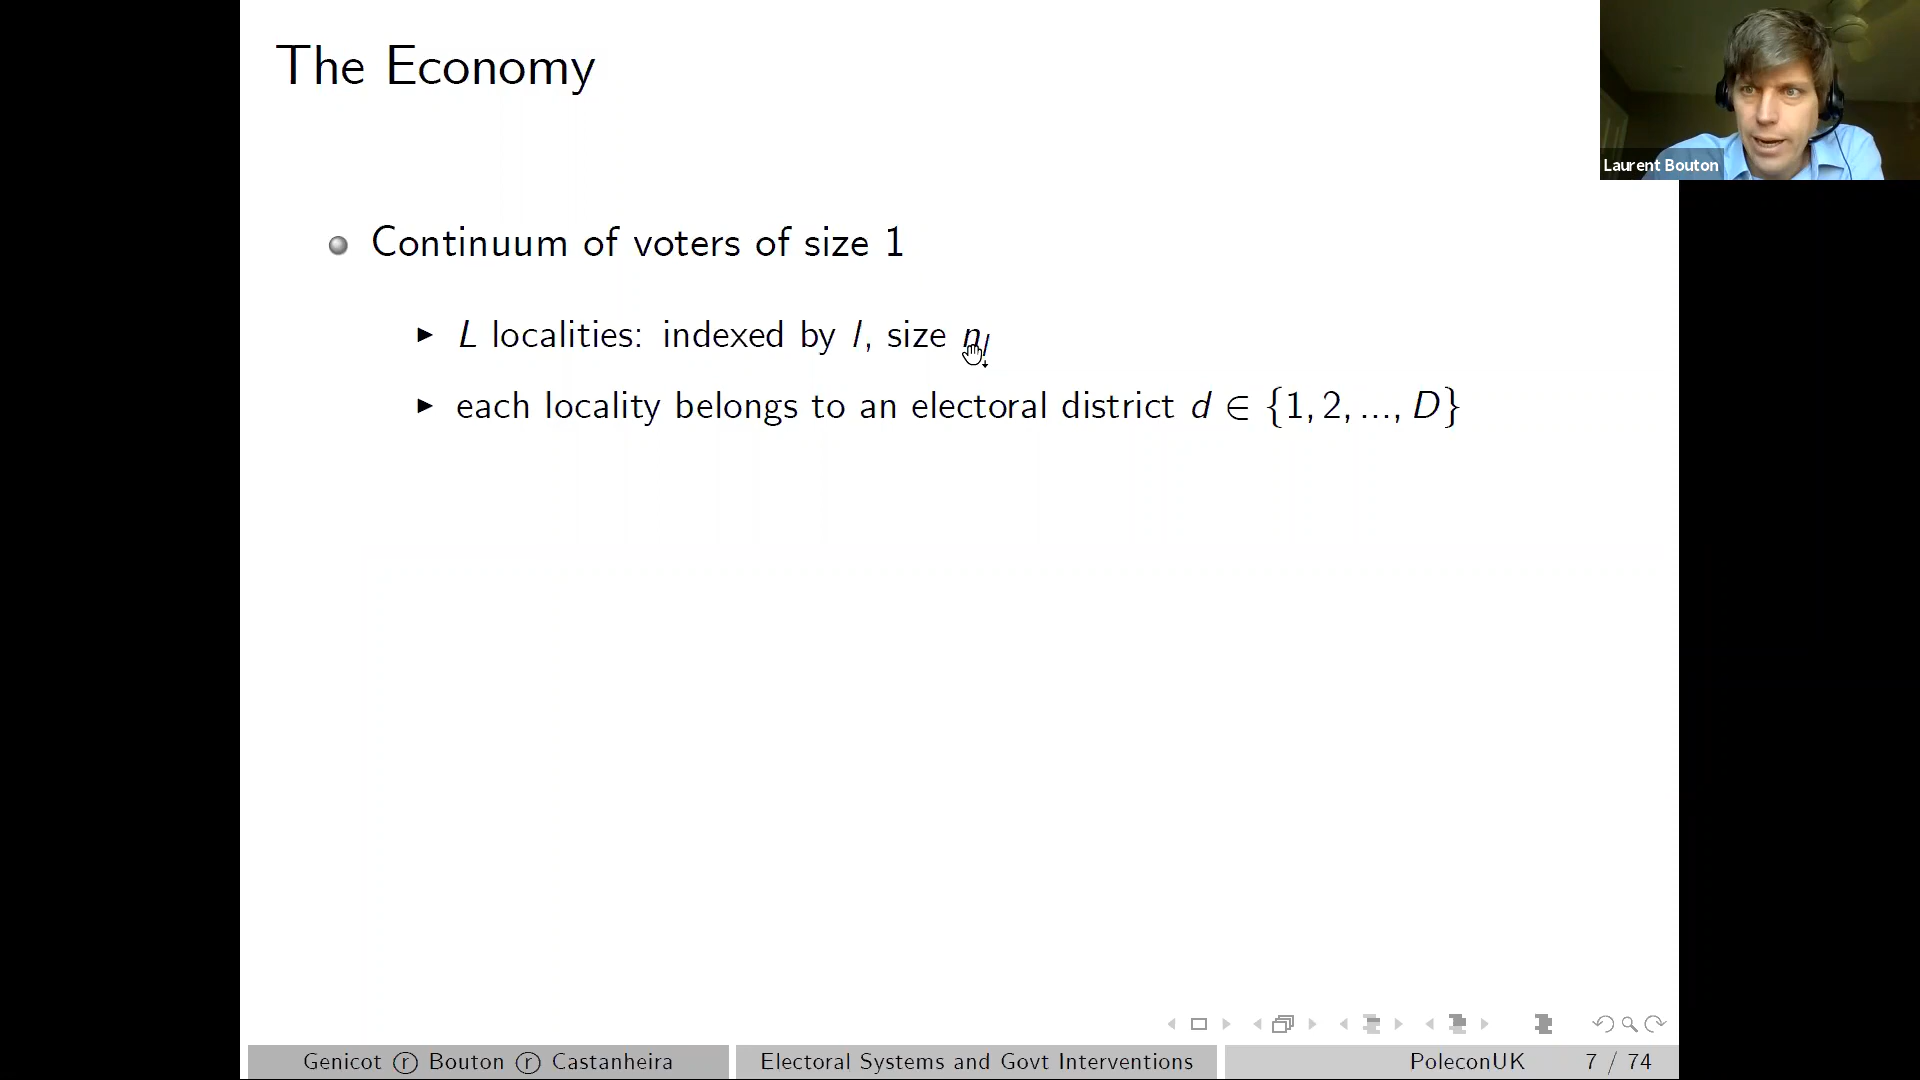 The Economy
Laurent Bouton
Continuum of voters of size 1
L localities: indexed by l, size n_l
each locality belongs to an electoral district d ∈ {1, 2, ..., D}
Genicot ⓡ Bouton ⓡ Castanheira
Electoral Systems and Govt Interventions
PoleconUK
7 / 74